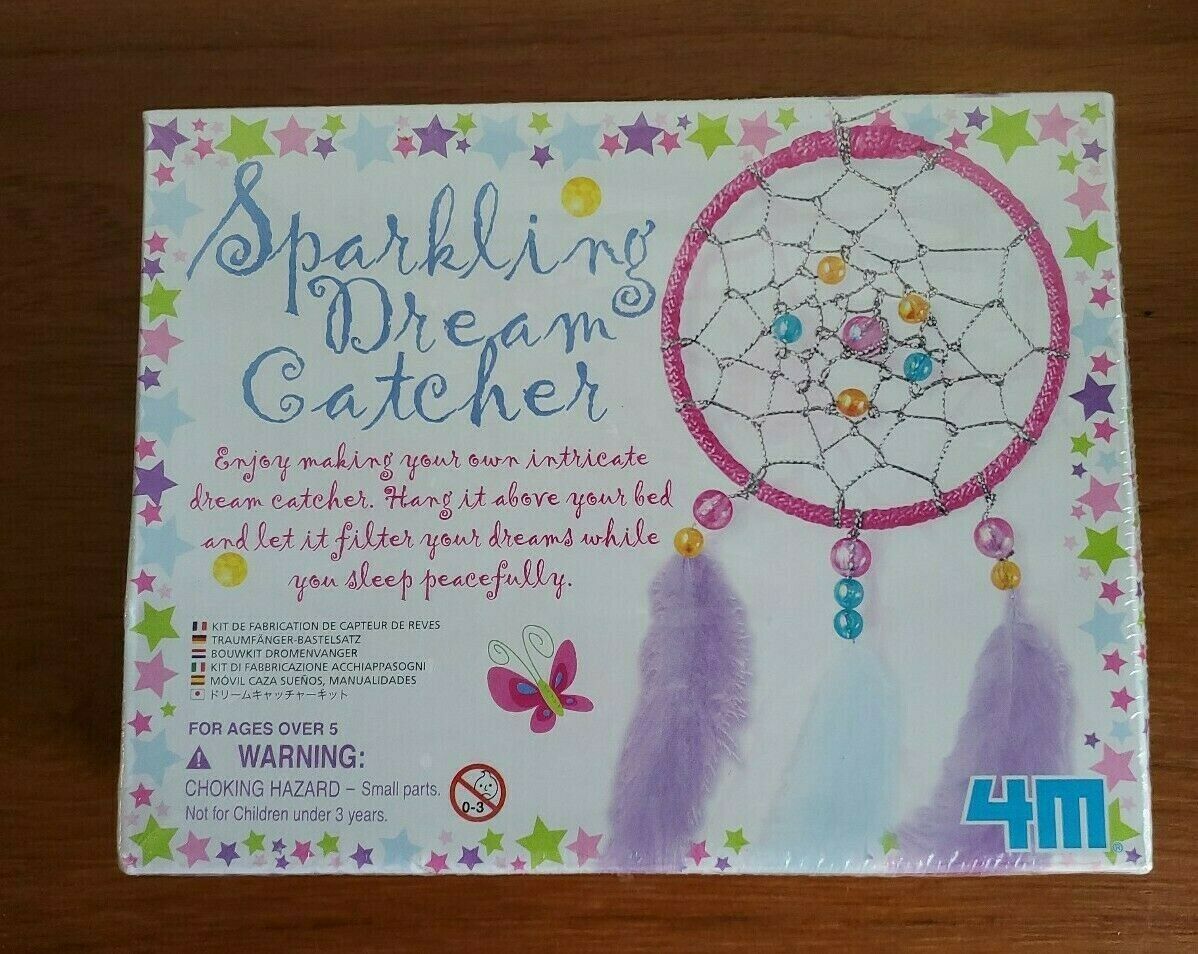 Sparkling
Dream
Catcher
Enjoy making your own intricate
dream catcher. Hang it above your bed
and let it filter your dreams while
you sleep peacefully.
KIT DE FABRICATION DE CAPTEUR DE REVES
TRAUMFÄNGER-BASTELSATZ
BOUWKIT DROMENVANGER
KIT DI FABBRICAZIONE ACCHIAPPASOGNI
MÓVIL CAZA SUEÑOS, MANUALIDADES
ドリームキャッチャーキット
FOR AGES OVER 5
WARNING:
CHOKING HAZARD – Small parts.
Not for Children under 3 years.
0-3
4M®